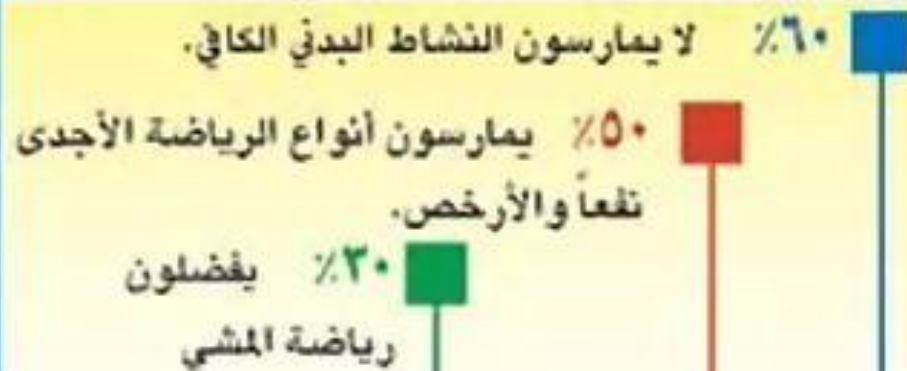 ٦٠٪ لا يمارسون النشاط البدني الكافي.
٥٠٪ يمارسون أنواع الرياضة الأجدى
نفعاً والأرخص.
٣٠٪ يفضلون
رياضة المشي